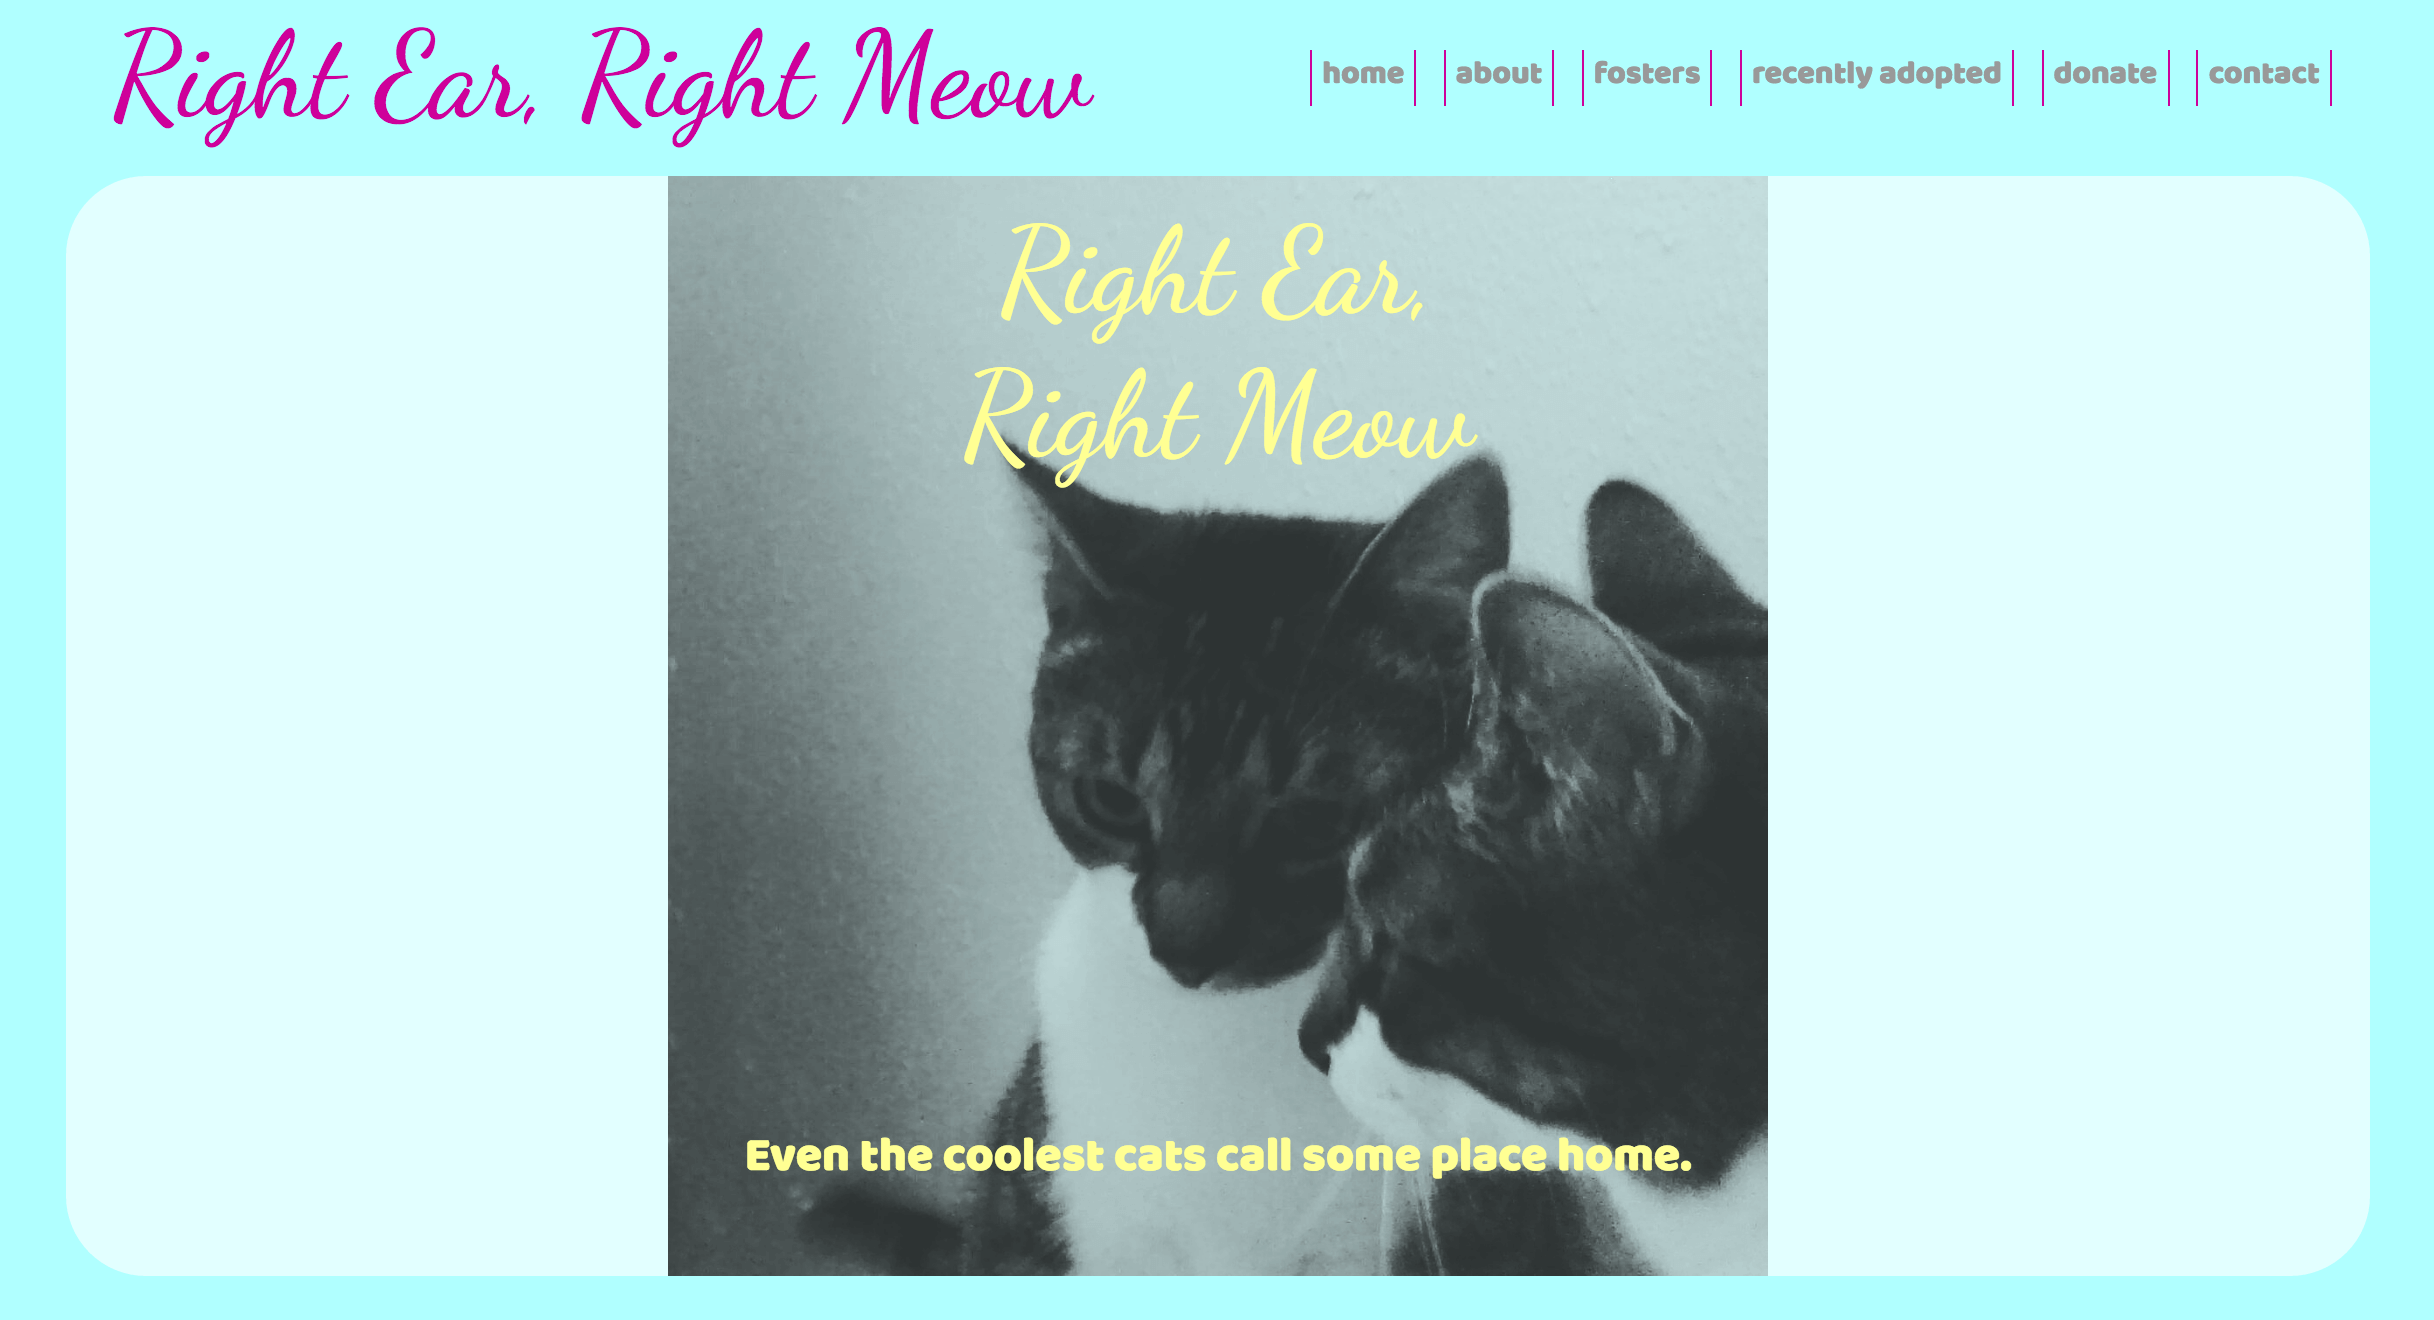 Right Ear, Right Meow
home
about
fosters
recently adopted
donate
contact
Right Ear,
Right Meow
Even the coolest cats call some place home.